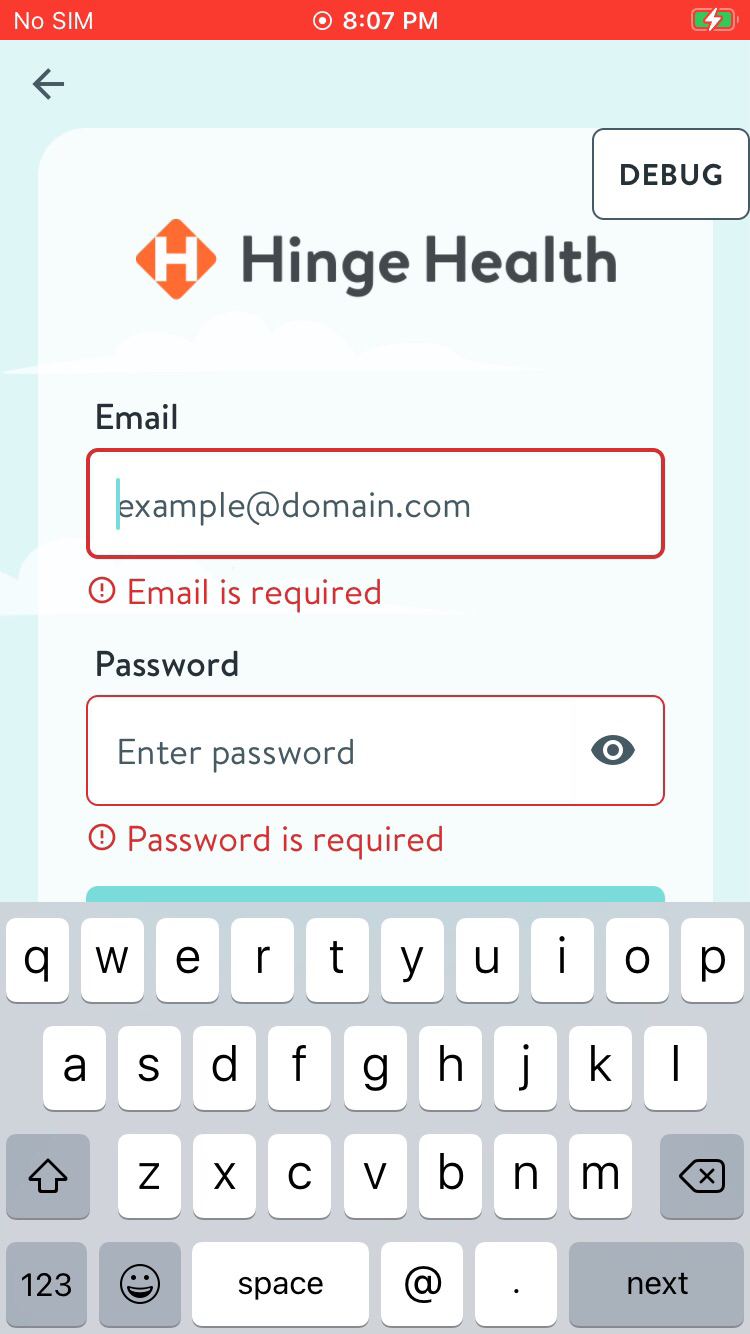 No SIM 8:07 PM
DEBUG
H Hinge Health
Email
example@domain.com
Email is required
Password
Enter password
Password is required
q w e r t y u i o p
a s d f g h j k l
z x c v b n m
123 space @ . next